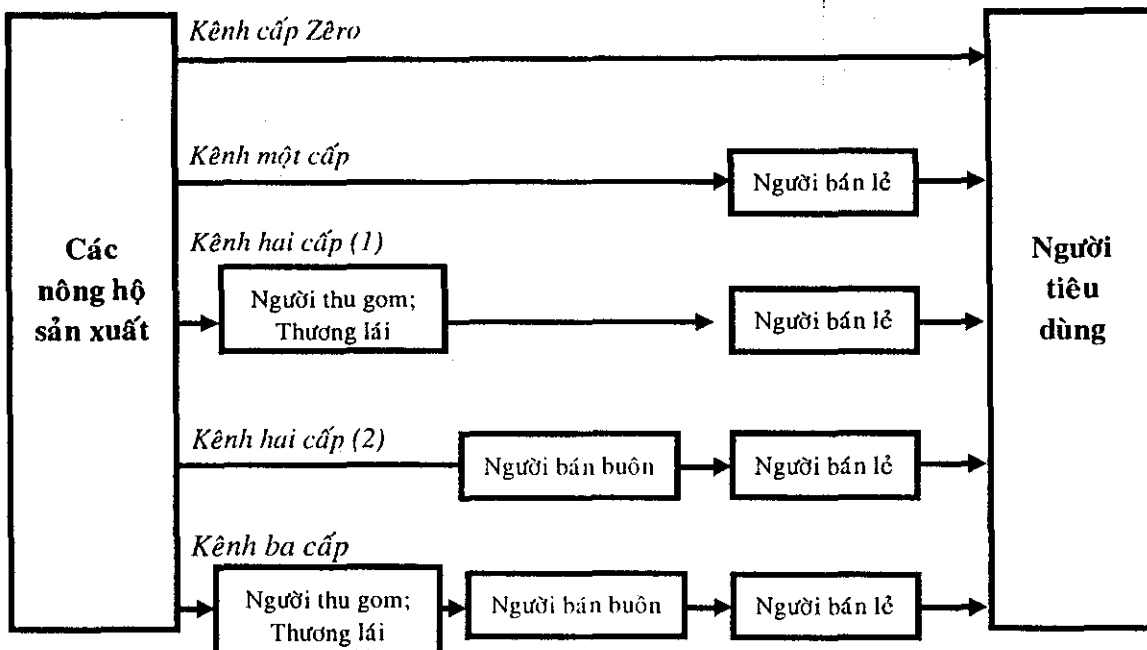 Kênh cấp Zêro
Kênh một cấp
Người bán lẻ
Các
nông hộ
sản xuất
Người
tiêu
dùng
Kênh hai cấp (1)
Người thu gom;
Thương lái
Người bán lẻ
Kênh hai cấp (2)
Người bán buôn
Người bán lẻ
Kênh ba cấp
Người thu gom;
Thương lái
Người bán buôn
Người bán lẻ